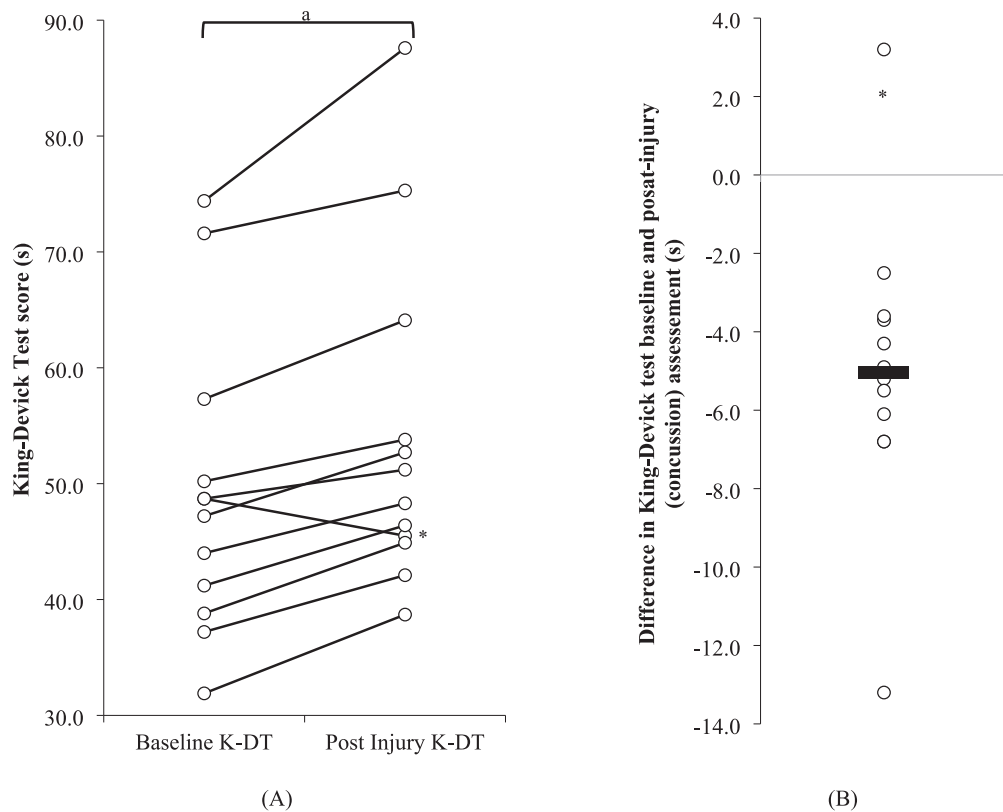 a
90.0
80.0
70.0
60.0
50.0
40.0
30.0
King-Devick Test score (s)
*
Baseline K-DT
Post Injury K-DT
(A)
4.0
2.0
0.0
-2.0
-4.0
-6.0
-8.0
-10.0
-12.0
-14.0
Difference in King-Devick test baseline and posat-injury
(concussion) assessement (s)
*
(B)